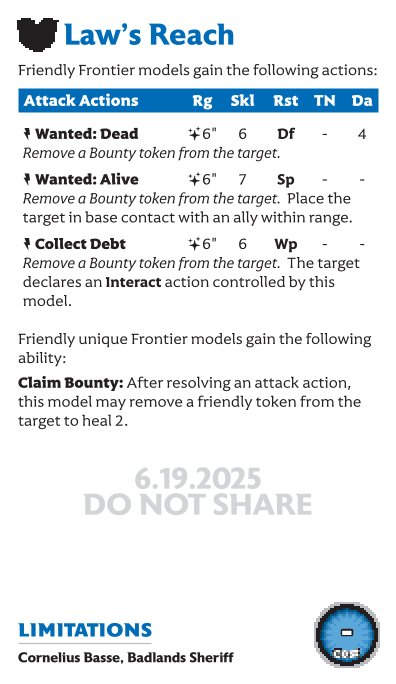 Law's Reach
Friendly Frontier models gain the following actions:
Attack Actions Rg Skl Rst TN Da
Wanted: Dead 6" 6 Df - 4
Remove a Bounty token from the target.
Wanted: Alive 6" 7 Sp - -
Remove a Bounty token from the target. Place the
target in base contact with an ally within range.
Collect Debt 6" 6 Wp - -
Remove a Bounty token from the target. The target
declares an Interact action controlled by this
model.
Friendly unique Frontier models gain the following
ability:
Claim Bounty: After resolving an attack action,
this model may remove a friendly token from the
target to heal 2.
6.19.2025
DO NOT SHARE
LIMITATIONS
Cornelius Basse, Badlands Sheriff
-